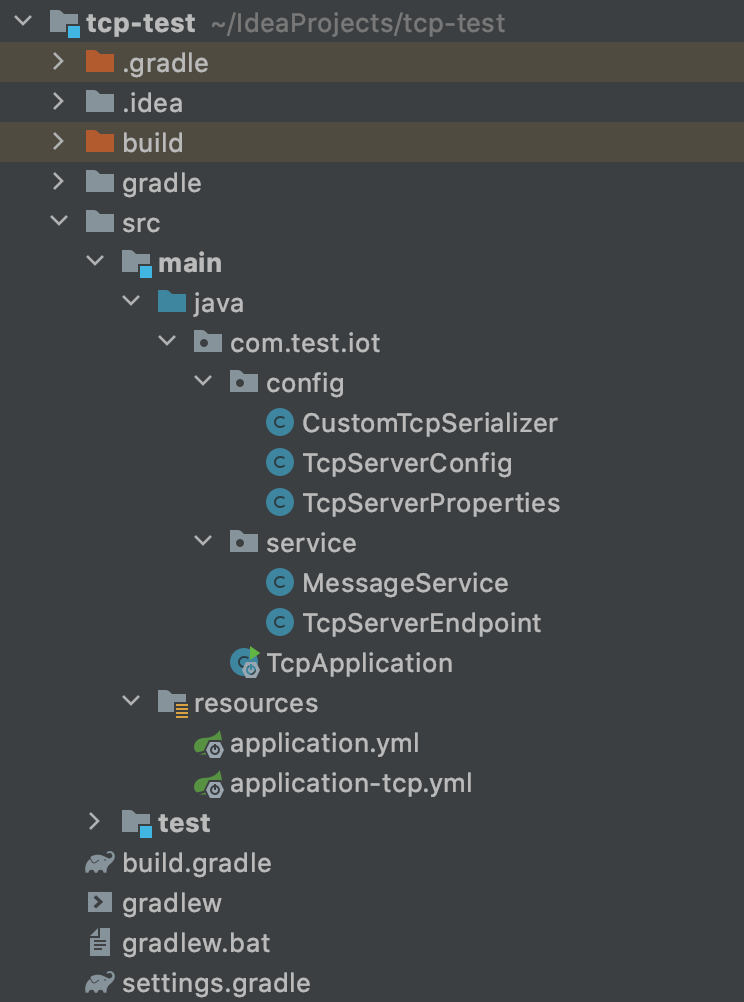 tcp-test ~/IdeaProjects/tcp-test
.gradle
.idea
build
gradle
src
main
java
com.test.iot
config
CustomTcpSerializer
TcpServerConfig
TcpServerProperties
service
MessageService
TcpServerEndpoint
TcpApplication
resources
application.yml
application-tcp.yml
test
build.gradle
gradlew
gradlew.bat
settings.gradle